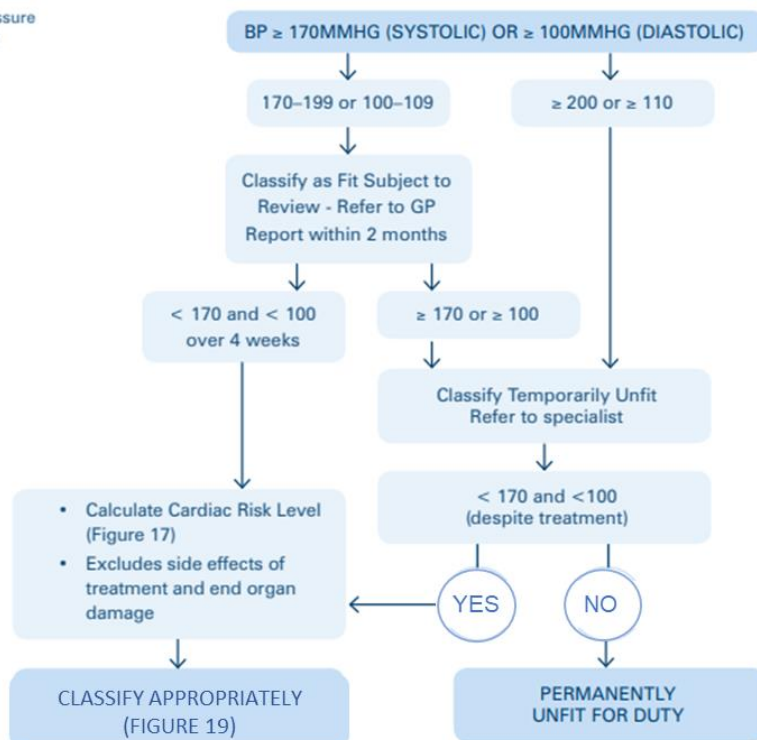 ssure
BP ≥ 170MMHG (SYSTOLIC) OR ≥ 100MMHG (DIASTOLIC)
170–199 or 100–109
≥ 200 or ≥ 110
Classify as Fit Subject to
Review - Refer to GP
Report within 2 months
< 170 and < 100
over 4 weeks
≥ 170 or ≥ 100
Classify Temporarily Unfit
Refer to specialist
< 170 and <100
(despite treatment)
• Calculate Cardiac Risk Level
(Figure 17)
• Excludes side effects of
treatment and end organ
damage
YES
NO
CLASSIFY APPROPRIATELY
(FIGURE 19)
PERMANENTLY
UNFIT FOR DUTY